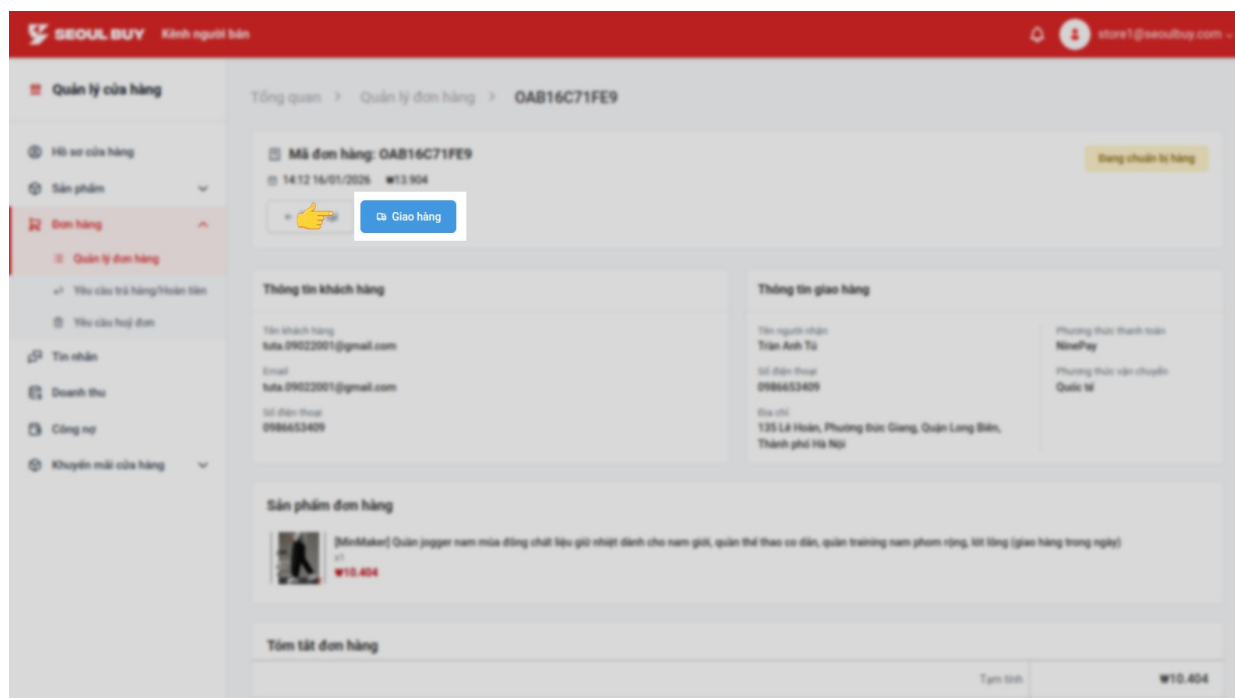 SEOUL BUY Kênh người bán
store1@seoulbuy.com
Quản lý cửa hàng
Tổng quan > Quản lý đơn hàng > OAB16C71FE9
Hồ sơ cửa hàng
Sản phẩm
Đơn hàng
Quản lý đơn hàng
Yêu cầu trả hàng/Hoàn tiền
Yêu cầu huỷ đơn
Tin nhắn
Doanh thu
Công nợ
Khuyến mãi cửa hàng
Mã đơn hàng: OAB16C71FE9
Đang chuẩn bị hàng
14:12 16/01/2026 ₩13.904
Giao hàng
Thông tin khách hàng
Tên khách hàng
tuta.09022001@gmail.com
Email
tuta.09022001@gmail.com
Số điện thoại
0986653409
Thông tin giao hàng
Tên người nhận
Trần Anh Tú
Số điện thoại
0986653409
Địa chỉ
135 Lê Hoàn, Phường Đức Giang, Quận Long Biên,
Thành phố Hà Nội
Phương thức thanh toán
NinePay
Phương thức vận chuyển
Quốc tế
Sản phẩm đơn hàng
[MinMaker] Quần jogger nam mùa đông chất liệu giữ nhiệt dành cho nam giới, quần thể thao co dãn, quần training nam phom rộng, lót lông (giao hàng trong ngày)
x1
₩10.404
Tóm tắt đơn hàng
Tạm tính ₩10.404